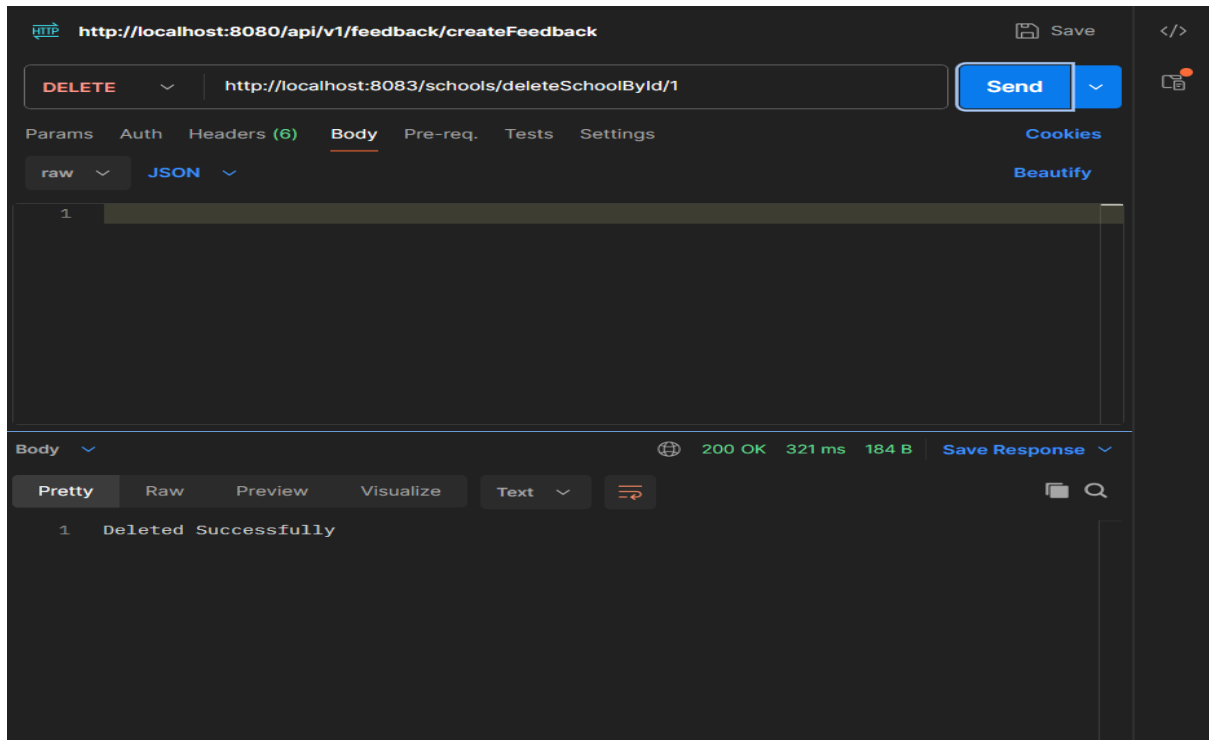 HTTP http://localhost:8080/api/v1/feedback/createFeedback Save </>
DELETE http://localhost:8083/schools/deleteSchoolById/1 Send
Params Auth Headers (6) Body Pre-req. Tests Settings Cookies
raw JSON Beautify
1
Body 200 OK 321 ms 184 B Save Response
Pretty Raw Preview Visualize Text
1 Deleted Successfully